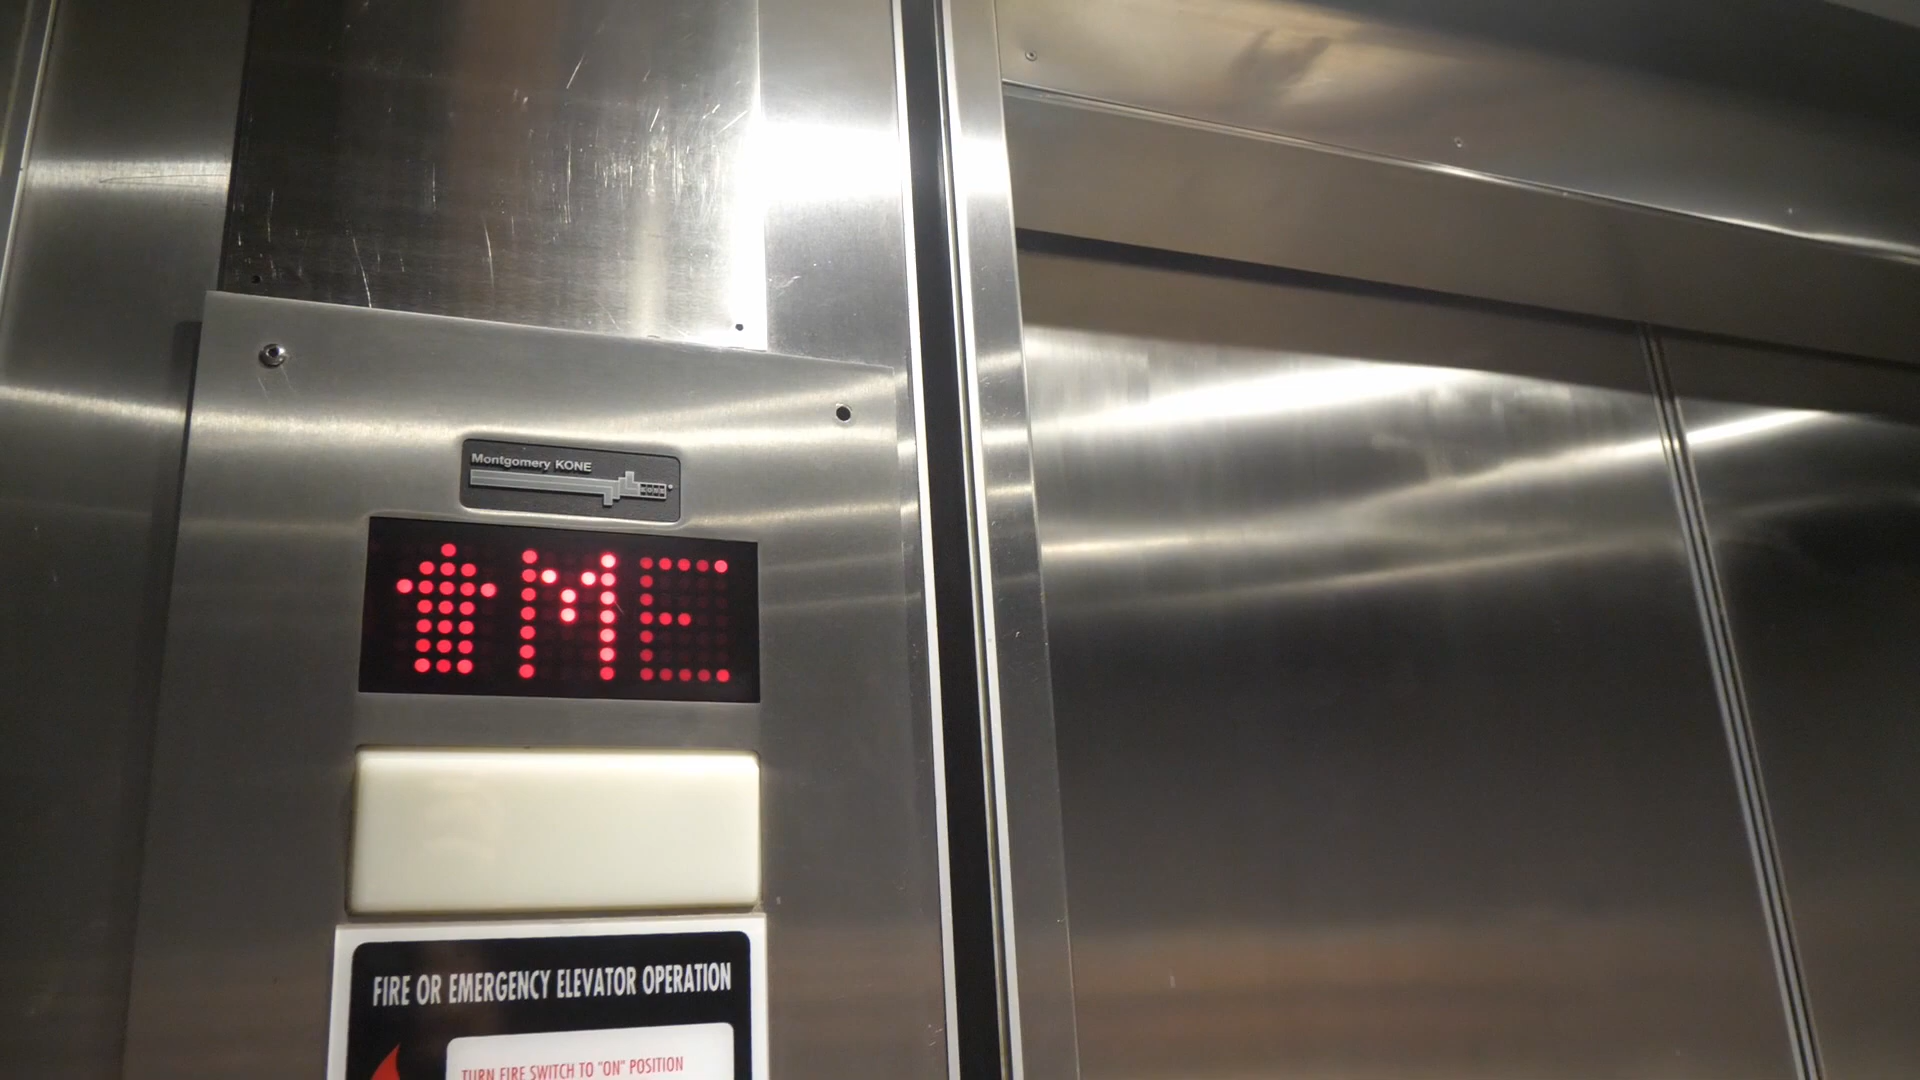 Montgomery KONE
ME
FIRE OR EMERGENCY ELEVATOR OPERATION
TURN FIRE SWITCH TO "ON" POSITION